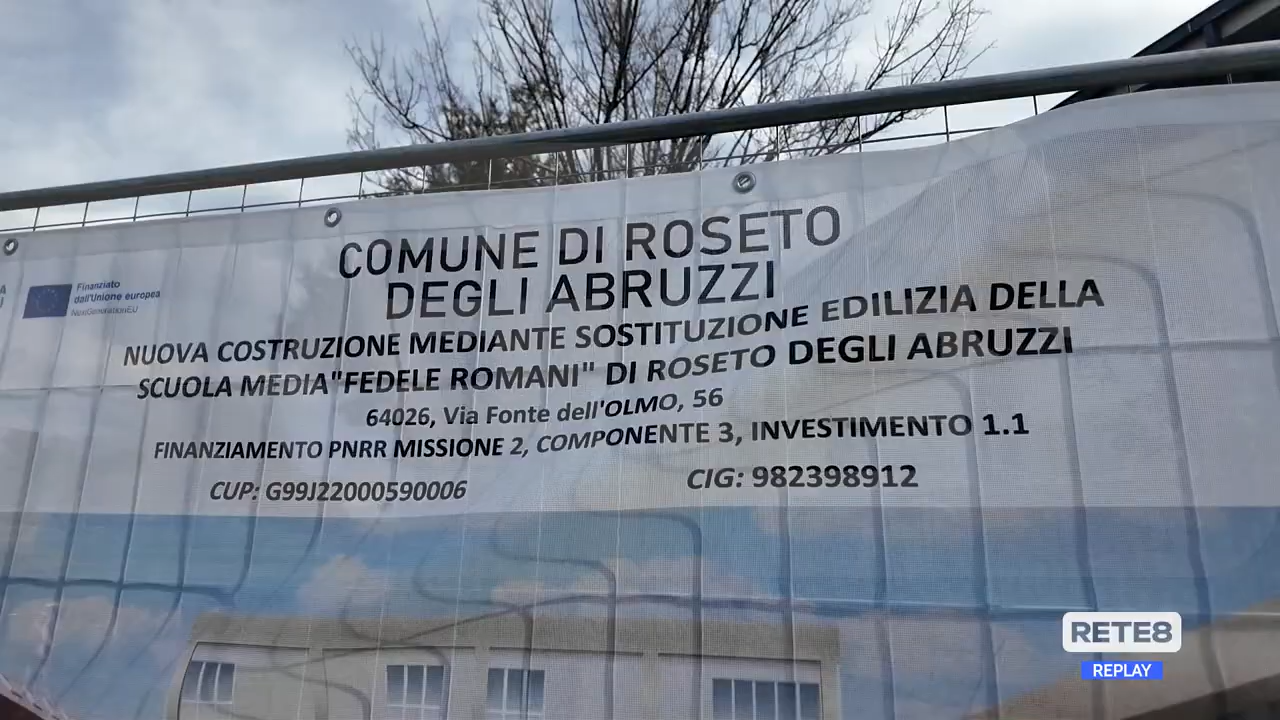 COMUNE DI ROSETO
DEGLI ABRUZZI
Finanziato
dall'Unione europea
NextGenerationEU
NUOVA COSTRUZIONE MEDIANTE SOSTITUZIONE EDILIZIA DELLA
SCUOLA MEDIA"FEDELE ROMANI" DI ROSETO DEGLI ABRUZZI
64026, Via Fonte dell'OLMO, 56
FINANZIAMENTO PNRR MISSIONE 2, COMPONENTE 3, INVESTIMENTO 1.1
CUP: G99J22000590006 CIG: 982398912
RETE8
REPLAY